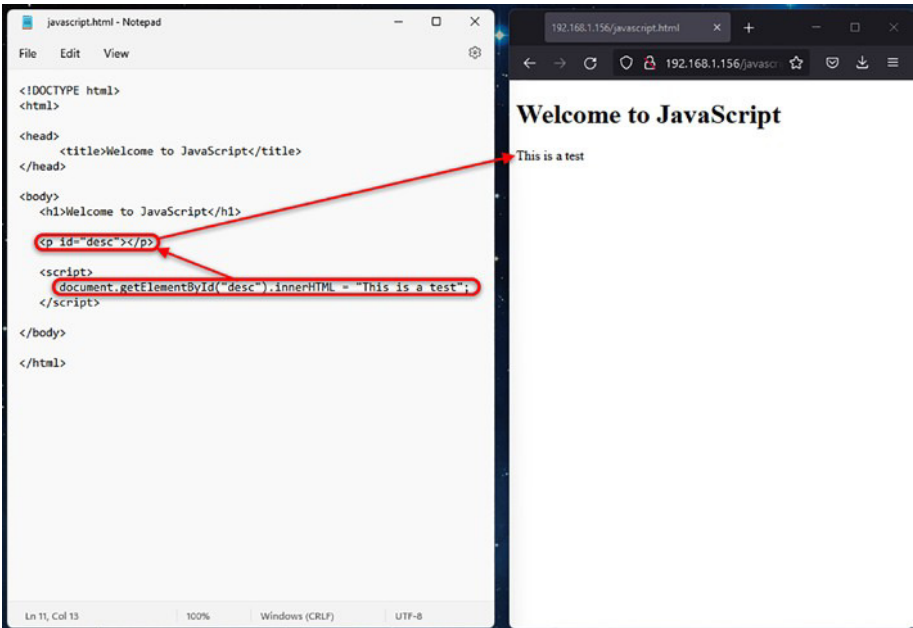 javascript.html - Notepad
File Edit View
<!DOCTYPE html>
<html>
<head>
<title>Welcome to JavaScript</title>
</head>
<body>
<h1>Welcome to JavaScript</h1>
<p id="desc"></p>
<script>
document.getElementById("desc").innerHTML = "This is a test";
</script>
</body>
</html>
Ln 11, Col 13 100% Windows (CRLF) UTF-8
192.168.1.156/javascript.html
192.168.1.156/javascri
Welcome to JavaScript
This is a test